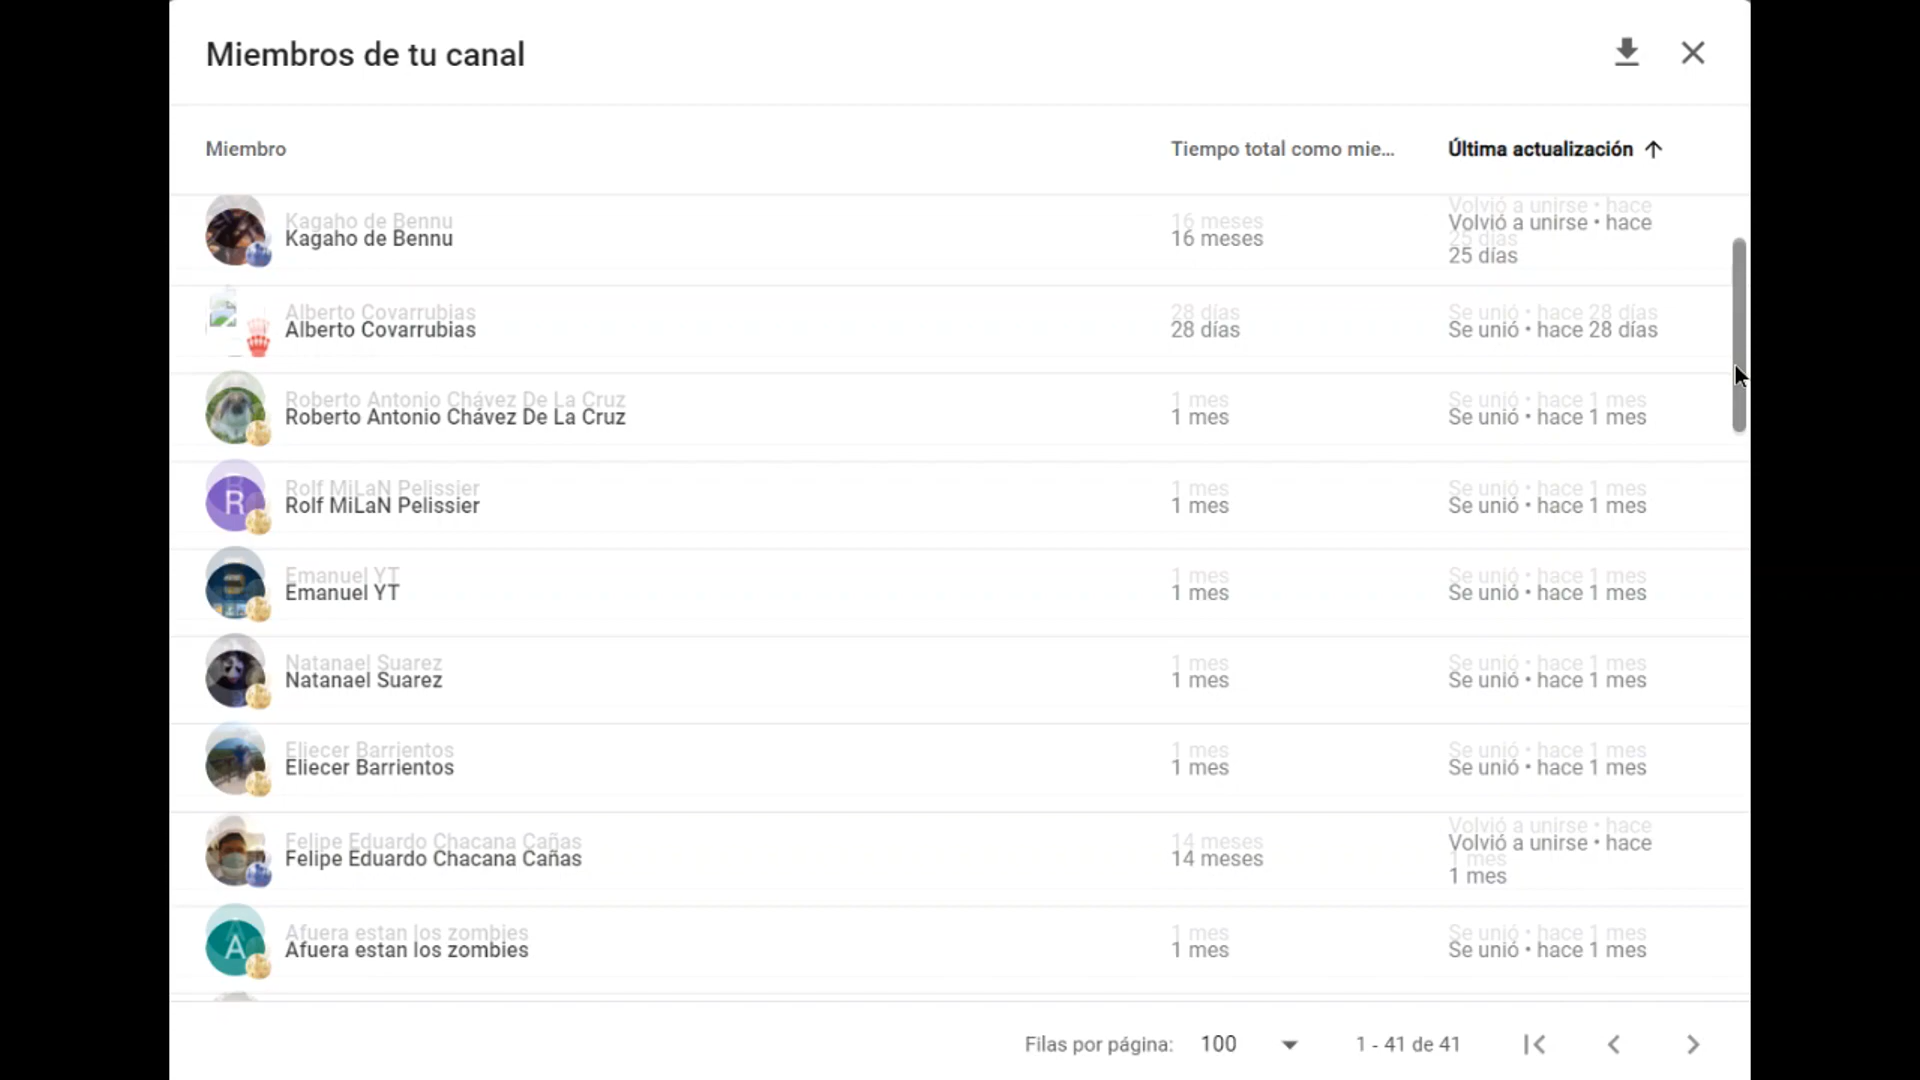 Miembros de tu canal
Miembro Tiempo total como mie... Última actualización
Kagaho de Bennu 16 meses Volvió a unirse • hace
25 días
Alberto Covarrubias 28 días Se unió • hace 28 días
Roberto Antonio Chávez De La Cruz 1 mes Se unió • hace 1 mes
R Rolf MiLaN Pelissier 1 mes Se unió • hace 1 mes
Emanuel YT 1 mes Se unió • hace 1 mes
Natanael Suarez 1 mes Se unió • hace 1 mes
Eliecer Barrientos 1 mes Se unió • hace 1 mes
Felipe Eduardo Chacana Cañas 14 meses Volvió a unirse • hace
1 mes
A Afuera estan los zombies 1 mes Se unió • hace 1 mes
Filas por página: 100 1 - 41 de 41